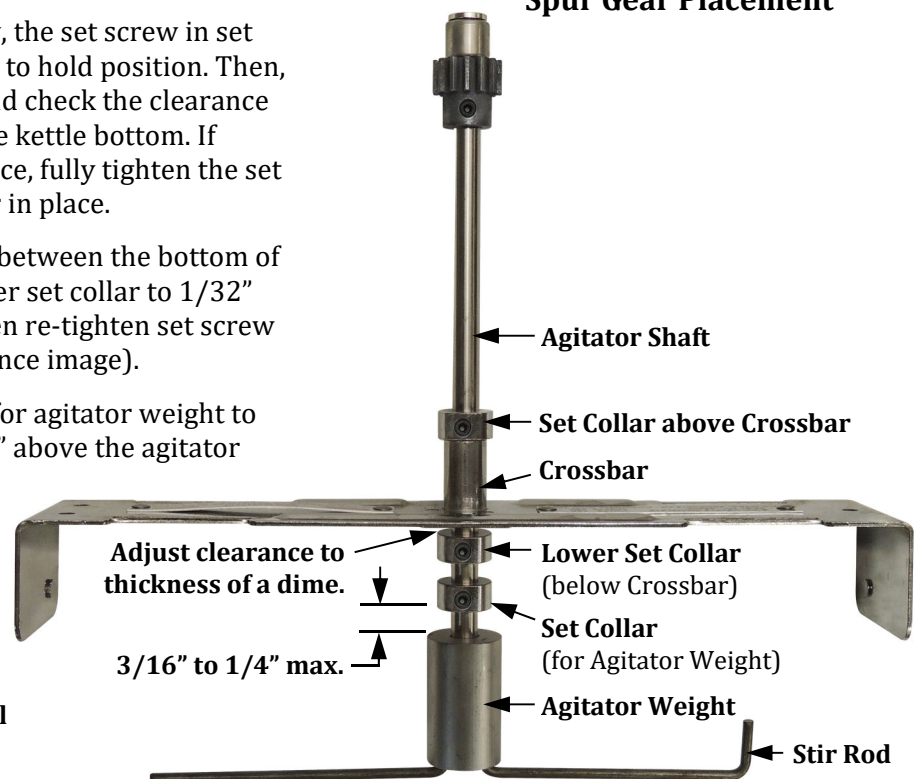 Spur Gear Placement
, the set screw in set
to hold position. Then,
d check the clearance
e kettle bottom. If
ce, fully tighten the set
in place.
between the bottom of
er set collar to 1/32”
en re-tighten set screw
nce image).
for agitator weight to
” above the agitator
Agitator Shaft
Set Collar above Crossbar
Crossbar
Adjust clearance to
thickness of a dime.
Lower Set Collar
(below Crossbar)
Set Collar
(for Agitator Weight)
3/16” to 1/4” max.
Agitator Weight
Stir Rod